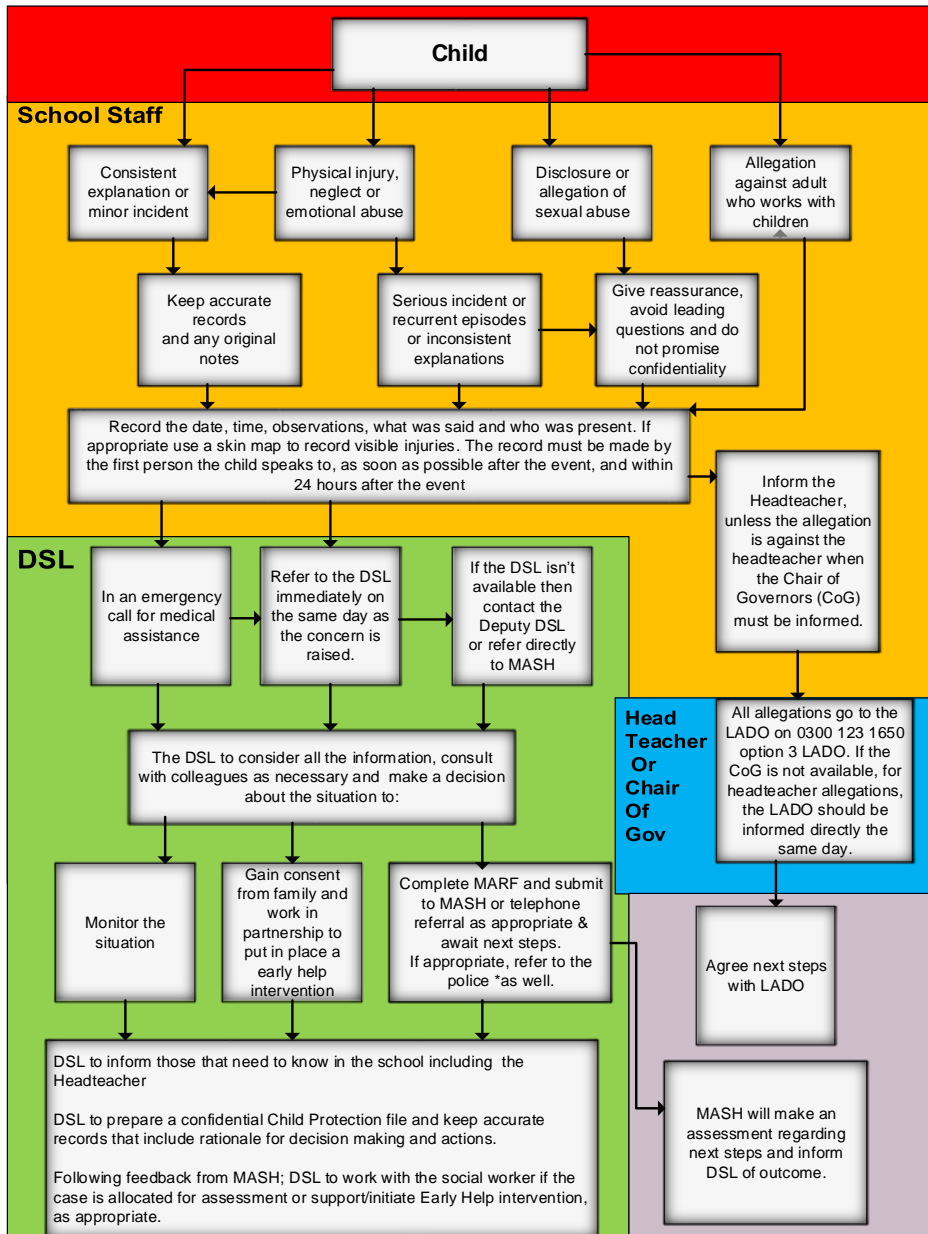 Child
School Staff
Consistent
explanation or
minor incident
Physical injury,
neglect or
emotional abuse
Disclosure or
allegation of
sexual abuse
Allegation
against adult
who works with
children
Keep accurate
records
and any original
notes
Serious incident or
recurrent episodes
or inconsistent
explanations
Give reassurance,
avoid leading
questions and do
not promise
confidentiality
Record the date, time, observations, what was said and who was present. If
appropriate use a skin map to record visible injuries. The record must be made by
the first person the child speaks to, as soon as possible after the event, and within
24 hours after the event
Inform the
Headteacher,
unless the allegation
is against the
headteacher when
the Chair of
Governors (CoG)
must be informed.
DSL
In an emergency
call for medical
assistance
Refer to the DSL
immediately on
the same day as
the concern is
raised.
If the DSL isn't
available then
contact the
Deputy DSL
or refer directly
to MASH
Head
Teacher
Or
Chair
Of
Gov
All allegations go to the
LADO on 0300 123 1650
option 3 LADO. If the
CoG is not available, for
headteacher allegations,
the LADO should be
informed directly the
same day.
The DSL to consider all the information, consult
with colleagues as necessary and make a decision
about the situation to:
Monitor the
situation
Gain consent
from family and
work in
partnership to
put in place a
early help
intervention
Complete MARF and submit
to MASH or telephone
referral as appropriate &
await next steps.
If appropriate, refer to the
police *as well.
Agree next steps
with LADO
DSL to inform those that need to know in the school including the
Headteacher
DSL to prepare a confidential Child Protection file and keep accurate
records that include rationale for decision making and actions.
Following feedback from MASH; DSL to work with the social worker if the
case is allocated for assessment or support/initiate Early Help intervention,
as appropriate.
MASH will make an
assessment regarding
next steps and inform
DSL of outcome.